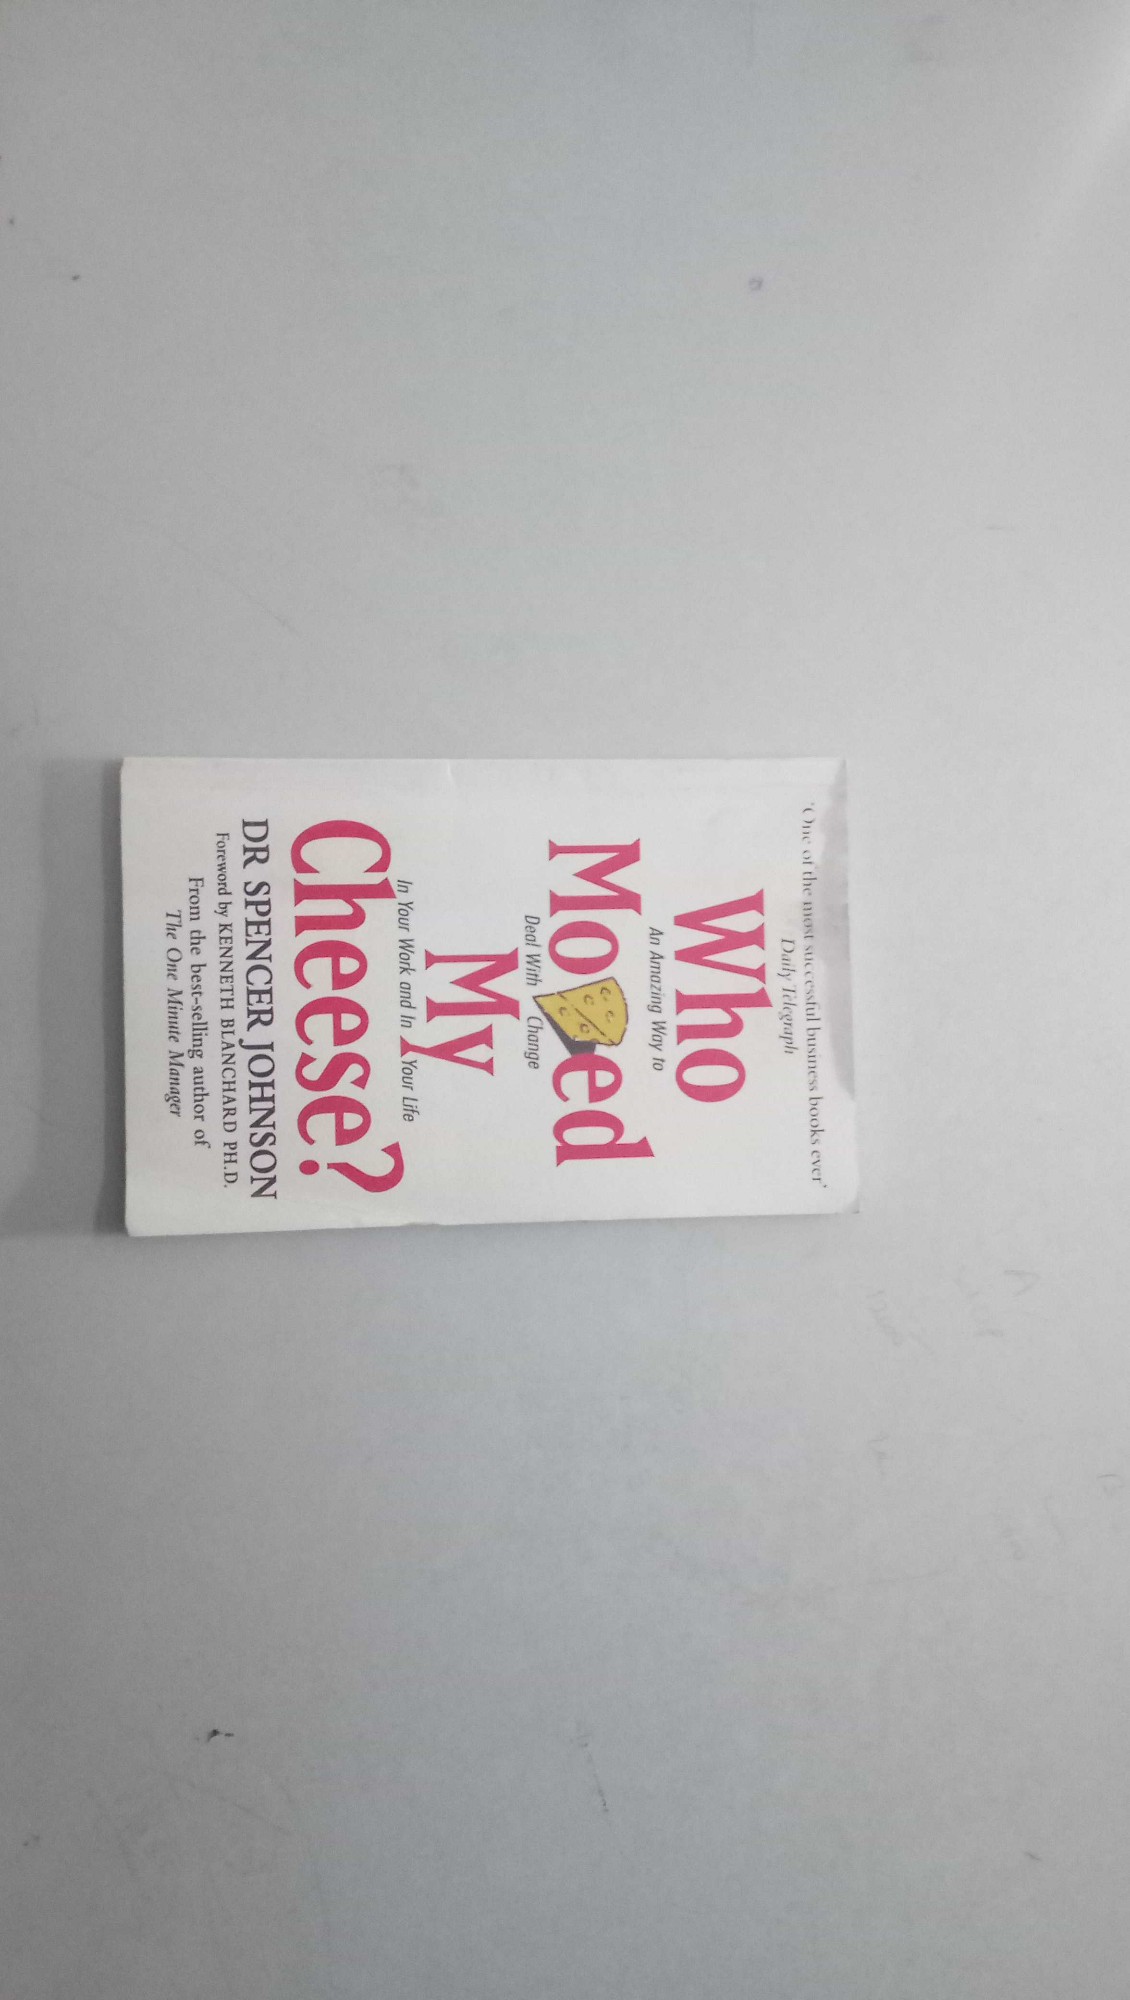 'One of the most successful business books ever'
Daily Telegraph
Who
An Amazing Way to
Moved
Deal With Change
My
In Your Work and In Your Life
Cheese?
DR SPENCER JOHNSON
Foreword by KENNETH BLANCHARD PH.D.
From the best-selling author of
The One Minute Manager